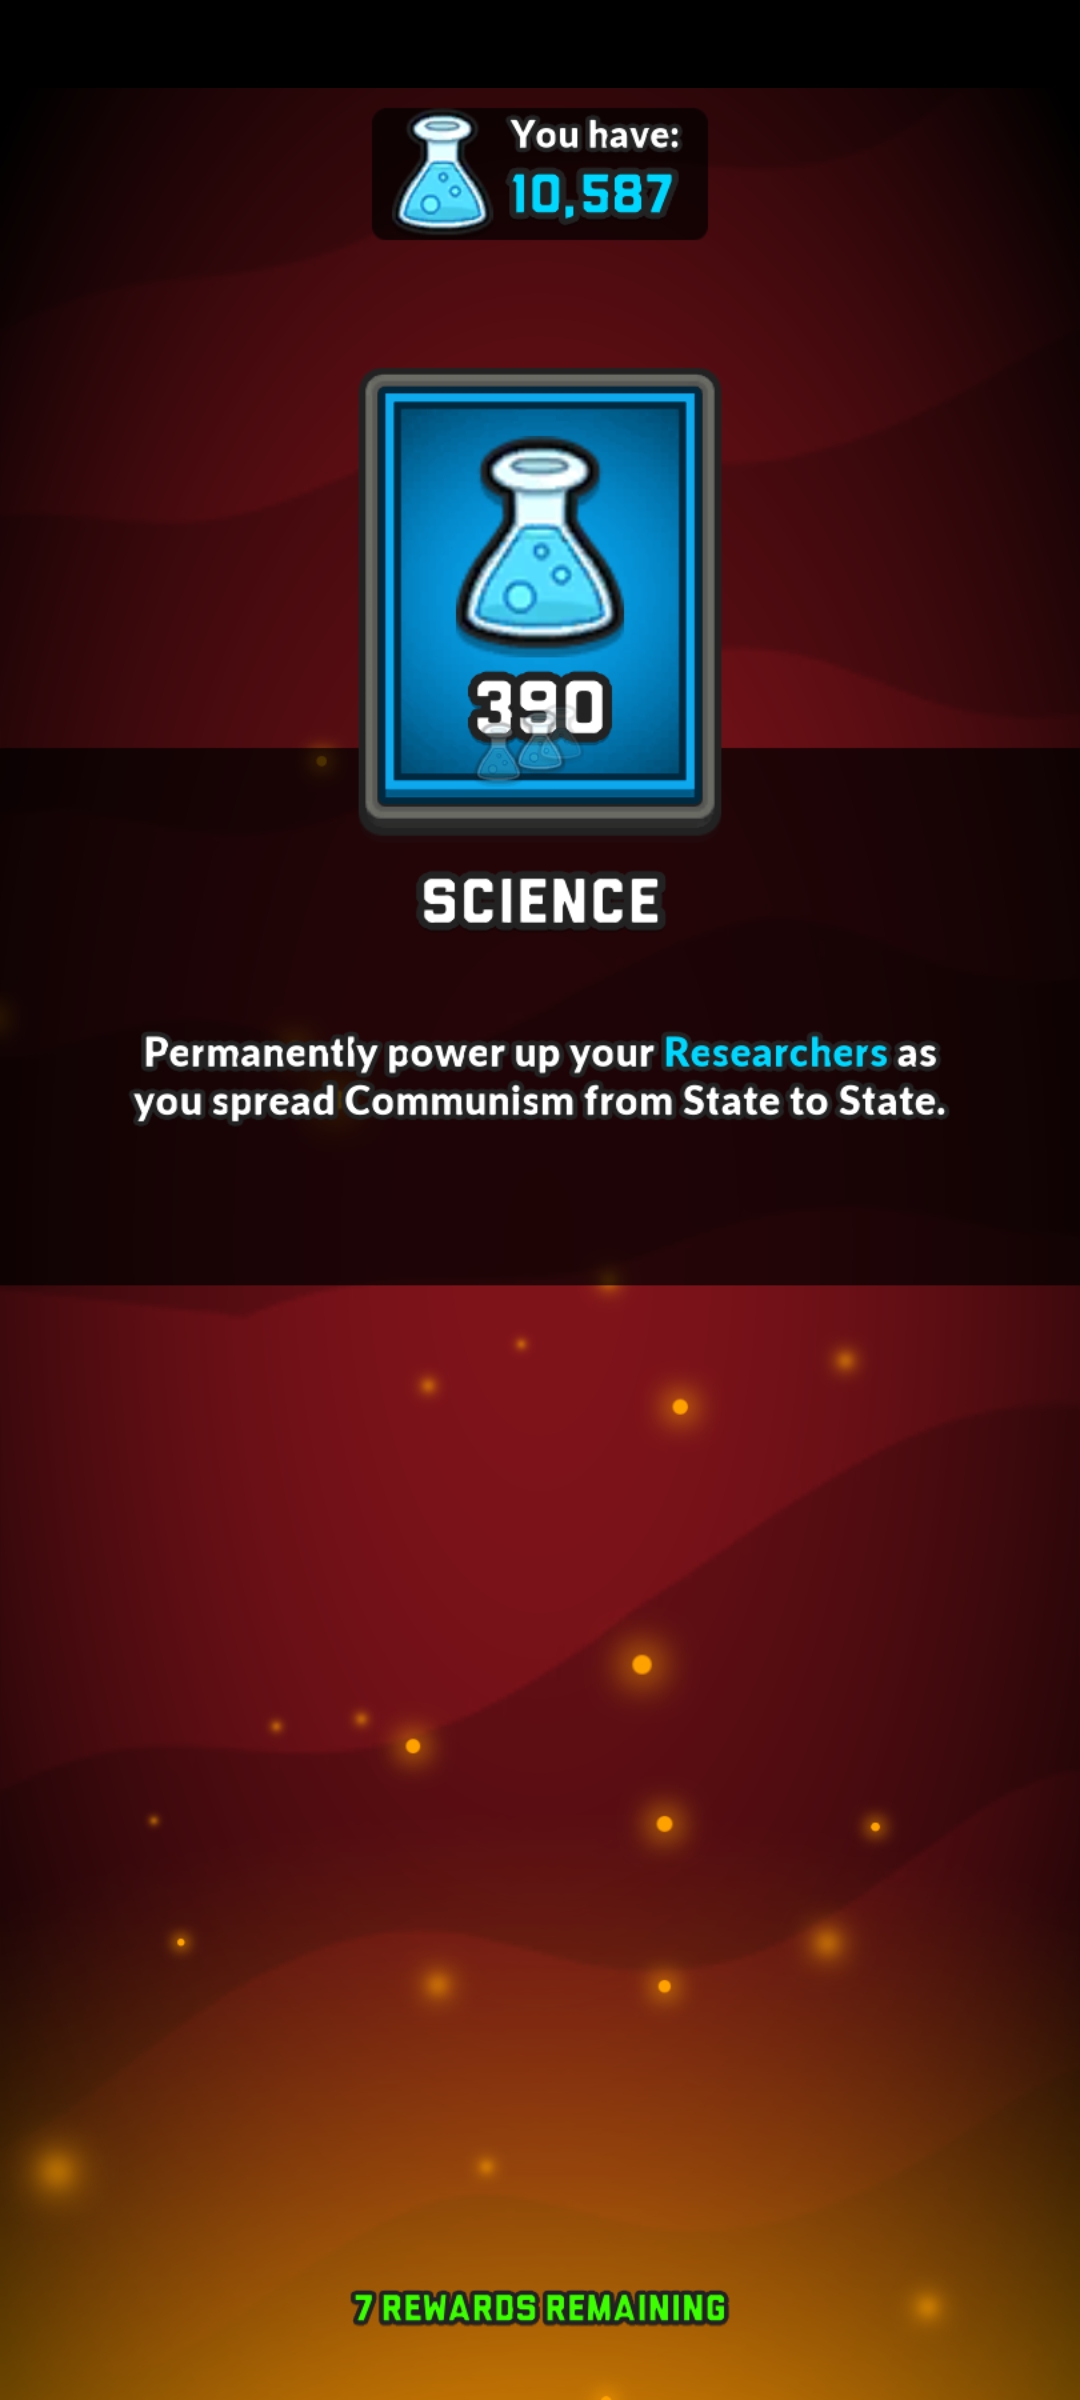 You have:
10,587
390
SCIENCE
Permanently power up your Researchers as
you spread Communism from State to State.
7 REWARDS REMAINING